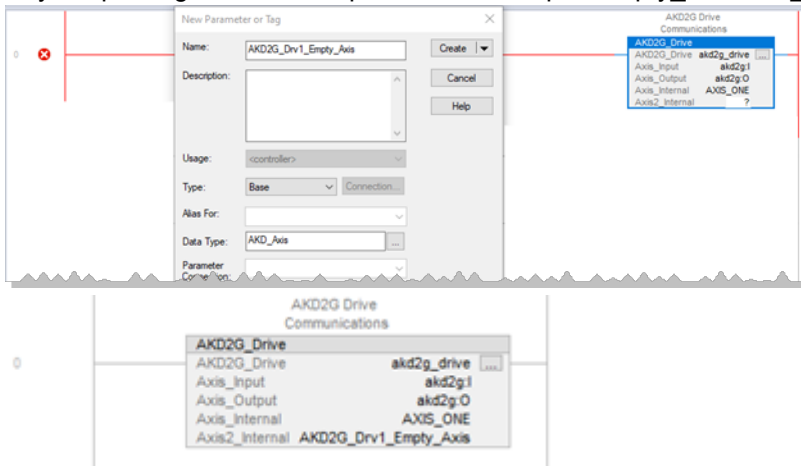 New Parameter or Tag
Name: AKD2G_Drv1_Empty_Axis Create
Description: Cancel
Help
Usage: <controller>
Type: Base Connection...
Alias For:
Data Type: AKD_Axis ...
Parameter
Connection:
0
AKD2G Drive
Communications
AKD2G_Drive
AKD2G_Drive akd2g_drive ...
Axis_Input akd2g:I
Axis_Output akd2g:O
Axis_Internal AXIS_ONE
Axis2_Internal ?
AKD2G Drive
Communications
0
AKD2G_Drive
AKD2G_Drive akd2g_drive ...
Axis_Input akd2g:I
Axis_Output akd2g:O
Axis_Internal AXIS_ONE
Axis2_Internal AKD2G_Drv1_Empty_Axis